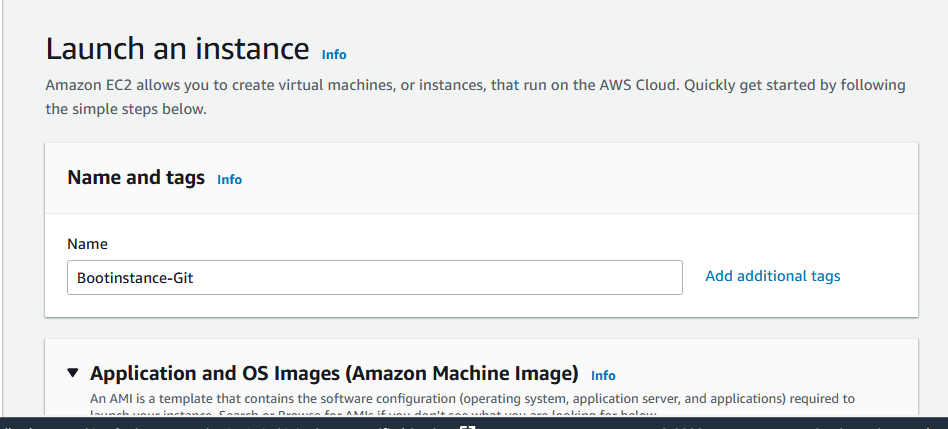 Launch an instance Info
Amazon EC2 allows you to create virtual machines, or instances, that run on the AWS Cloud. Quickly get started by following
the simple steps below.
Name and tags Info
Name
Bootinstance-Git
Add additional tags
Application and OS Images (Amazon Machine Image) Info
An AMI is a template that contains the software configuration (operating system, application server, and applications) required to
launch your instance. Search or Browse for AMIs if you don't see what you are looking for below